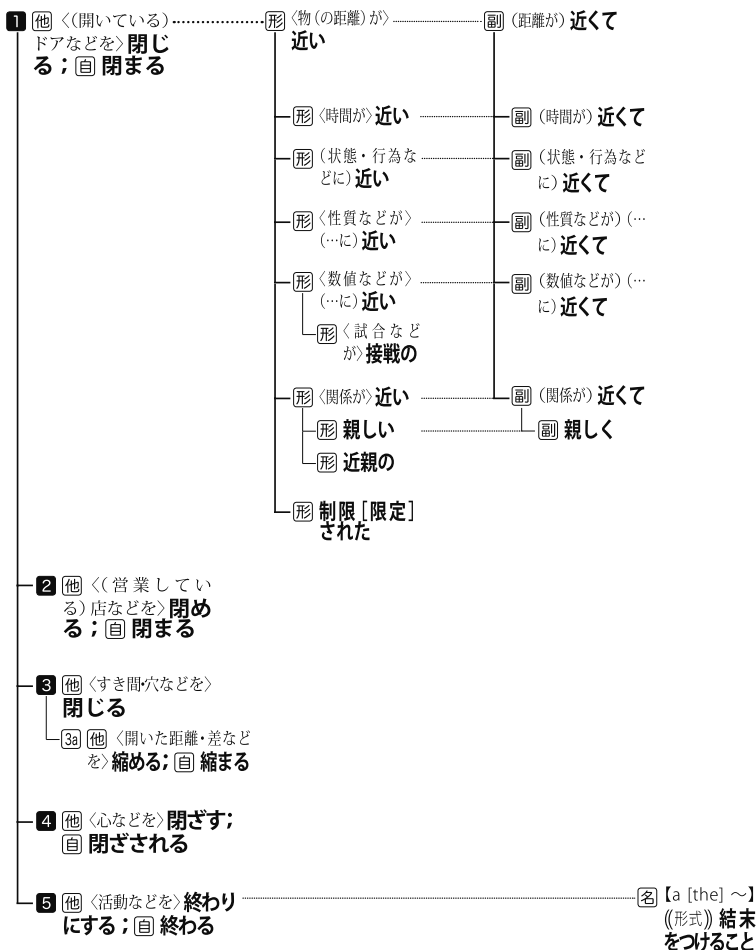 1 他 〈(開いている)
ドアなどを〉閉じ
る；自 閉まる
形 〈物(の距離)が〉
近い
副 (距離が) 近くて
形 〈時間が〉近い
副 (時間が) 近くて
形 (状態・行為な
どに) 近い
副 (状態・行為など
に) 近くて
形 〈性質などが〉
(…に) 近い
副 (性質などが) (…
に) 近くて
形 〈数値などが〉
(…に) 近い
副 (数値などが) (…
に) 近くて
形 〈試合など
が〉接戦の
形 〈関係が〉近い
副 (関係が) 近くて
形 親しい
副 親しく
形 近親の
形 制限［限定］
された
2 他 〈(営業してい
る) 店などを〉閉め
る；自 閉まる
3 他 〈すき間・穴などを〉
閉じる
3a 他 〈開いた距離・差など
を〉縮める；自 縮まる
4 他 〈心などを〉閉ざす；
自 閉ざされる
5 他 〈活動などを〉終わり
にする；自 終わる
名 【a [the] ～】
((形式)) 結末
をつけること